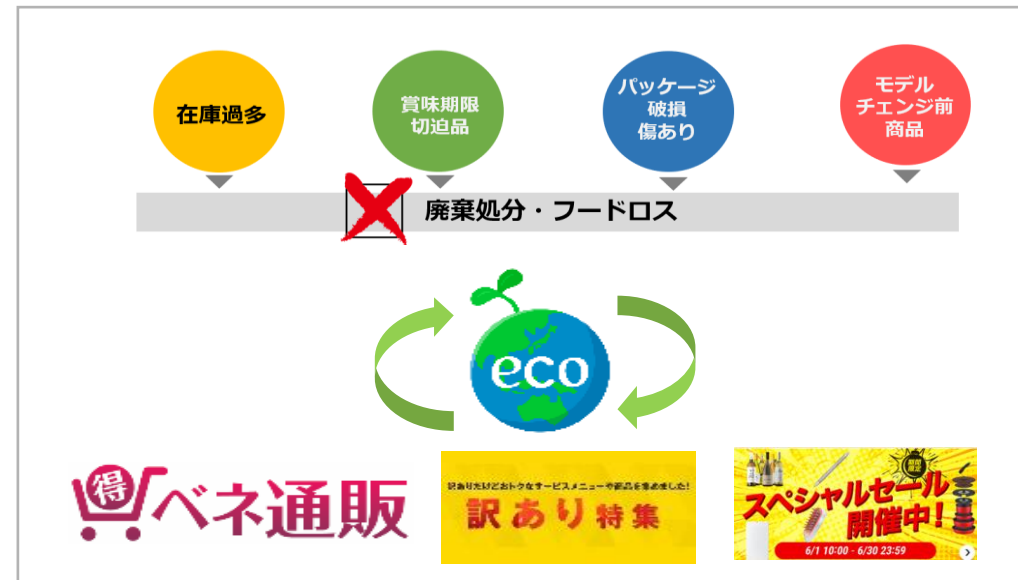 在庫過多
賞味期限
切迫品
パッケージ
破損
傷あり
モデル
チェンジ前
商品
廃棄処分・フードロス
eco
得 ベネ通販
訳ありだけどおトクなサービスメニューや商品を集めました!
訳あり特集
期間
限定
スペシャルセール
開催中!
6/1 10:00 - 6/30 23:59